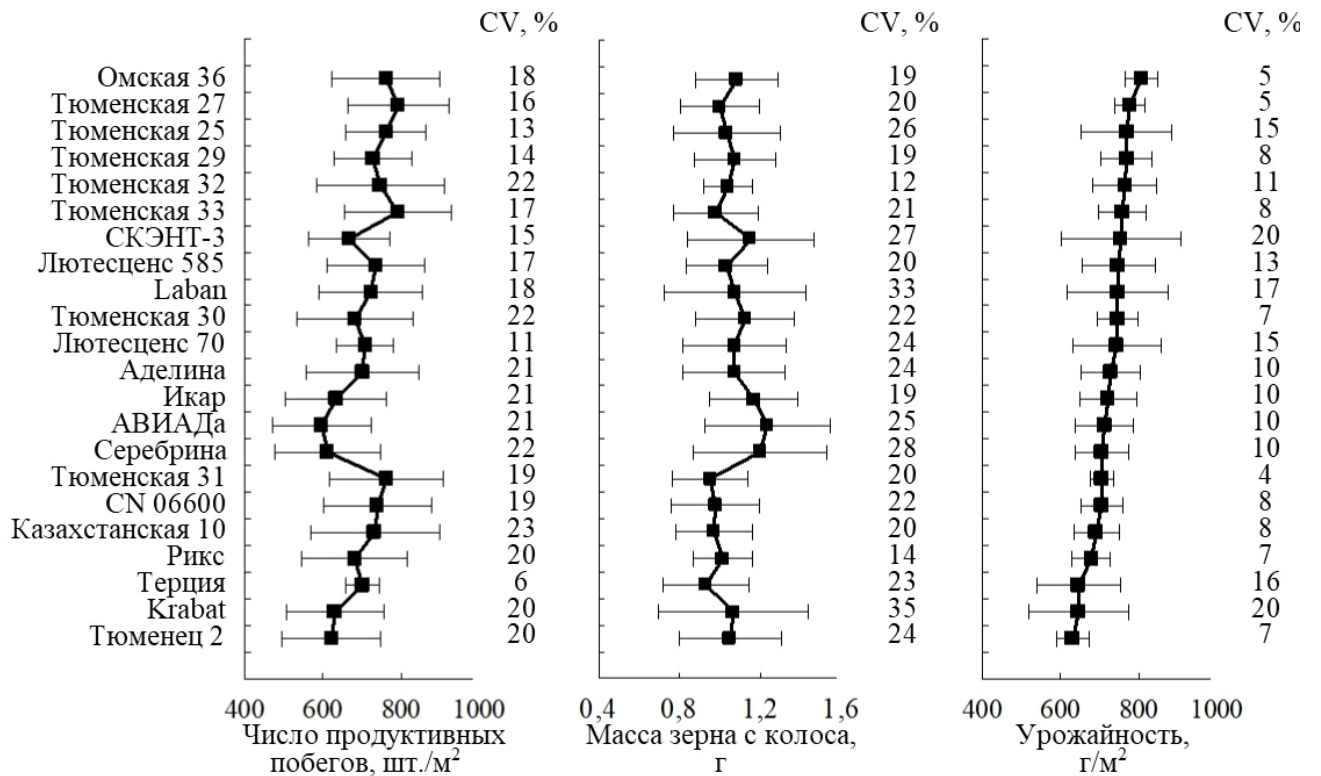 CV, % CV, % CV, %
Омская 36 18 19 5
Тюменская 27 16 20 5
Тюменская 25 13 26 15
Тюменская 29 14 19 8
Тюменская 32 22 12 11
Тюменская 33 17 21 8
СКЭНТ-3 15 27 20
Лютесценс 585 17 20 13
Laban 18 33 17
Тюменская 30 22 22 7
Лютесценс 70 11 24 15
Аделина 21 24 10
Икар 21 19 10
АВИАДа 21 25 10
Серебрина 22 28 10
Тюменская 31 19 20 4
CN 06600 19 22 8
Казахстанская 10 23 20 8
Рикс 20 14 7
Терция 6 23 16
Krabat 20 35 20
Тюменец 2 20 24 7
400 600 800 1000 0,4 0,8 1,2 1,6 400 600 800 1000
Число продуктивных Масса зерна с колоса, Урожайность,
побегов, шт./м² г г/м²